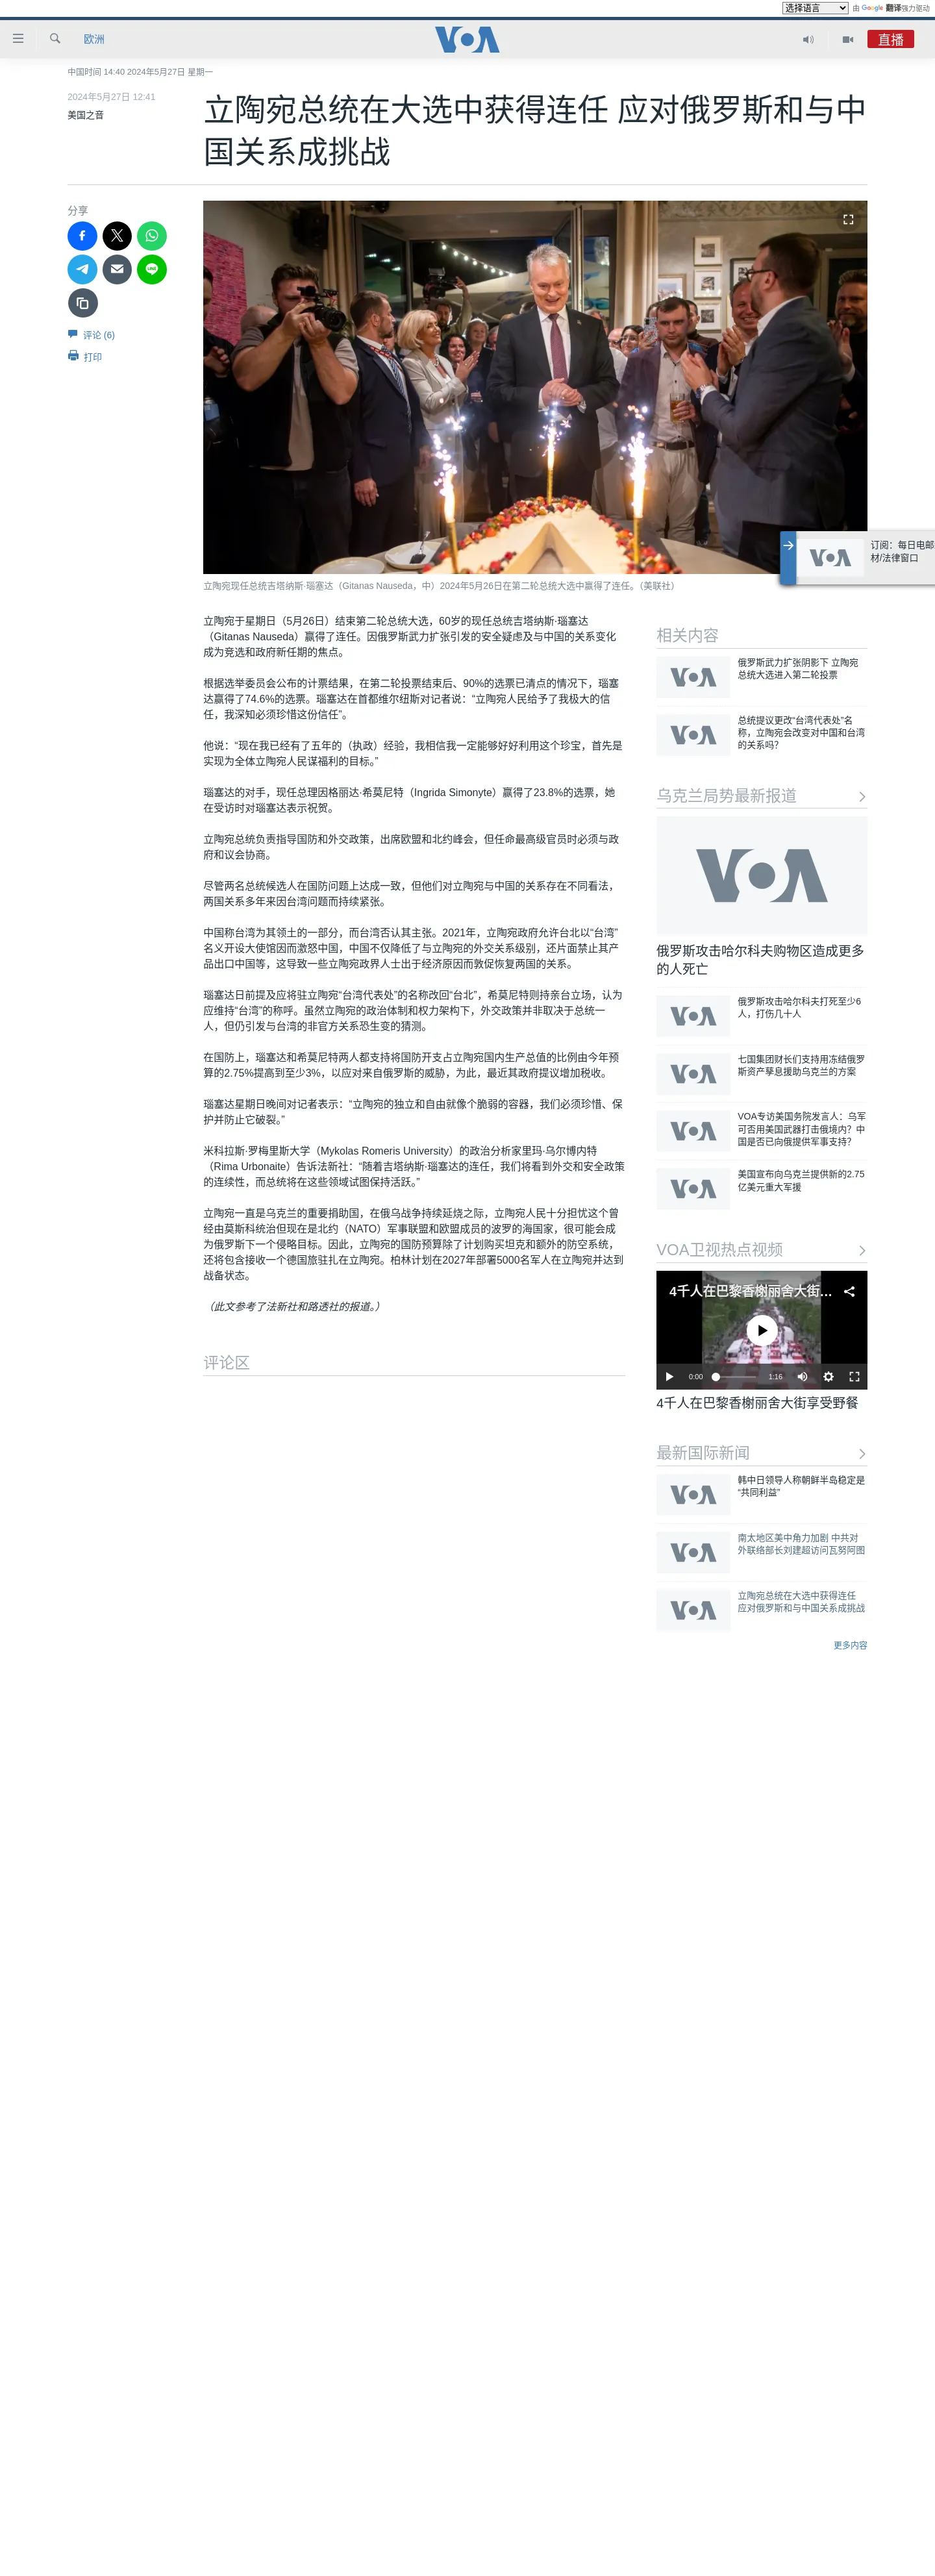 选择语言
由 Google 翻译强力驱动
欧洲
VOA
直播
中国时间 14:40 2024年5月27日 星期一
2024年5月27日 12:41
美国之音
立陶宛总统在大选中获得连任 应对俄罗斯和与中
国关系成挑战
分享
评论 (6)
打印
订阅：每日电邮
材/法律窗口
VOA
立陶宛现任总统吉塔纳斯·瑙塞达（Gitanas Nauseda，中）2024年5月26日在第二轮总统大选中赢得了连任。（美联社）
立陶宛于星期日（5月26日）结束第二轮总统大选，60岁的现任总统吉塔纳斯·瑙塞达
（Gitanas Nauseda）赢得了连任。因俄罗斯武力扩张引发的安全疑虑及与中国的关系变化
成为竞选和政府新任期的焦点。
根据选举委员会公布的计票结果，在第二轮投票结束后、90%的选票已清点的情况下，瑙塞
达赢得了74.6%的选票。瑙塞达在首都维尔纽斯对记者说：“立陶宛人民给予了我极大的信
任，我深知必须珍惜这份信任”。
他说：“现在我已经有了五年的（执政）经验，我相信我一定能够好好利用这个珍宝，首先是
实现为全体立陶宛人民谋福利的目标。”
瑙塞达的对手，现任总理因格丽达·希莫尼特（Ingrida Simonyte）赢得了23.8%的选票，她
在受访时对瑙塞达表示祝贺。
立陶宛总统负责指导国防和外交政策，出席欧盟和北约峰会，但任命最高级官员时必须与政
府和议会协商。
尽管两名总统候选人在国防问题上达成一致，但他们对立陶宛与中国的关系存在不同看法，
两国关系多年来因台湾问题而持续紧张。
中国称台湾为其领土的一部分，而台湾否认其主张。2021年，立陶宛政府允许台北以“台湾”
名义开设大使馆因而激怒中国，中国不仅降低了与立陶宛的外交关系级别，还片面禁止其产
品出口中国等，这导致一些立陶宛政界人士出于经济原因而敦促恢复两国的关系。
瑙塞达日前提及应将驻立陶宛“台湾代表处”的名称改回“台北”，希莫尼特则持亲台立场，认为
应维持“台湾”的称呼。虽然立陶宛的政治体制和权力架构下，外交政策并非取决于总统一
人，但仍引发与台湾的非官方关系恐生变的猜测。
在国防上，瑙塞达和希莫尼特两人都支持将国防开支占立陶宛国内生产总值的比例由今年预
算的2.75%提高到至少3%，以应对来自俄罗斯的威胁，为此，最近其政府提议增加税收。
瑙塞达星期日晚间对记者表示：“立陶宛的独立和自由就像个脆弱的容器，我们必须珍惜、保
护并防止它破裂。”
米科拉斯·罗梅里斯大学（Mykolas Romeris University）的政治分析家里玛·乌尔博内特
（Rima Urbonaite）告诉法新社：“随着吉塔纳斯·瑙塞达的连任，我们将看到外交和安全政策
的连续性，而总统将在这些领域试图保持活跃。”
立陶宛一直是乌克兰的重要捐助国，在俄乌战争持续延烧之际，立陶宛人民十分担忧这个曾
经由莫斯科统治但现在是北约（NATO）军事联盟和欧盟成员的波罗的海国家，很可能会成
为俄罗斯下一个侵略目标。因此，立陶宛的国防预算除了计划购买坦克和额外的防空系统，
还将包含接收一个德国旅驻扎在立陶宛。柏林计划在2027年部署5000名军人在立陶宛并达到
战备状态。
（此文参考了法新社和路透社的报道。）
评论区
相关内容
VOA
俄罗斯武力扩张阴影下 立陶宛
总统大选进入第二轮投票
VOA
总统提议更改“台湾代表处”名
称，立陶宛会改变对中国和台湾
的关系吗？
乌克兰局势最新报道
VOA
俄罗斯攻击哈尔科夫购物区造成更多
的人死亡
VOA
俄罗斯攻击哈尔科夫打死至少6
人，打伤几十人
VOA
七国集团财长们支持用冻结俄罗
斯资产孳息援助乌克兰的方案
VOA
VOA专访美国务院发言人：乌军
可否用美国武器打击俄境内？中
国是否已向俄提供军事支持？
VOA
美国宣布向乌克兰提供新的2.75
亿美元重大军援
VOA卫视热点视频
4千人在巴黎香榭丽舍大街...
0:00
1:16
4千人在巴黎香榭丽舍大街享受野餐
最新国际新闻
VOA
韩中日领导人称朝鲜半岛稳定是
“共同利益”
VOA
南太地区美中角力加剧 中共对
外联络部长刘建超访问瓦努阿图
VOA
立陶宛总统在大选中获得连任
应对俄罗斯和与中国关系成挑战
更多内容